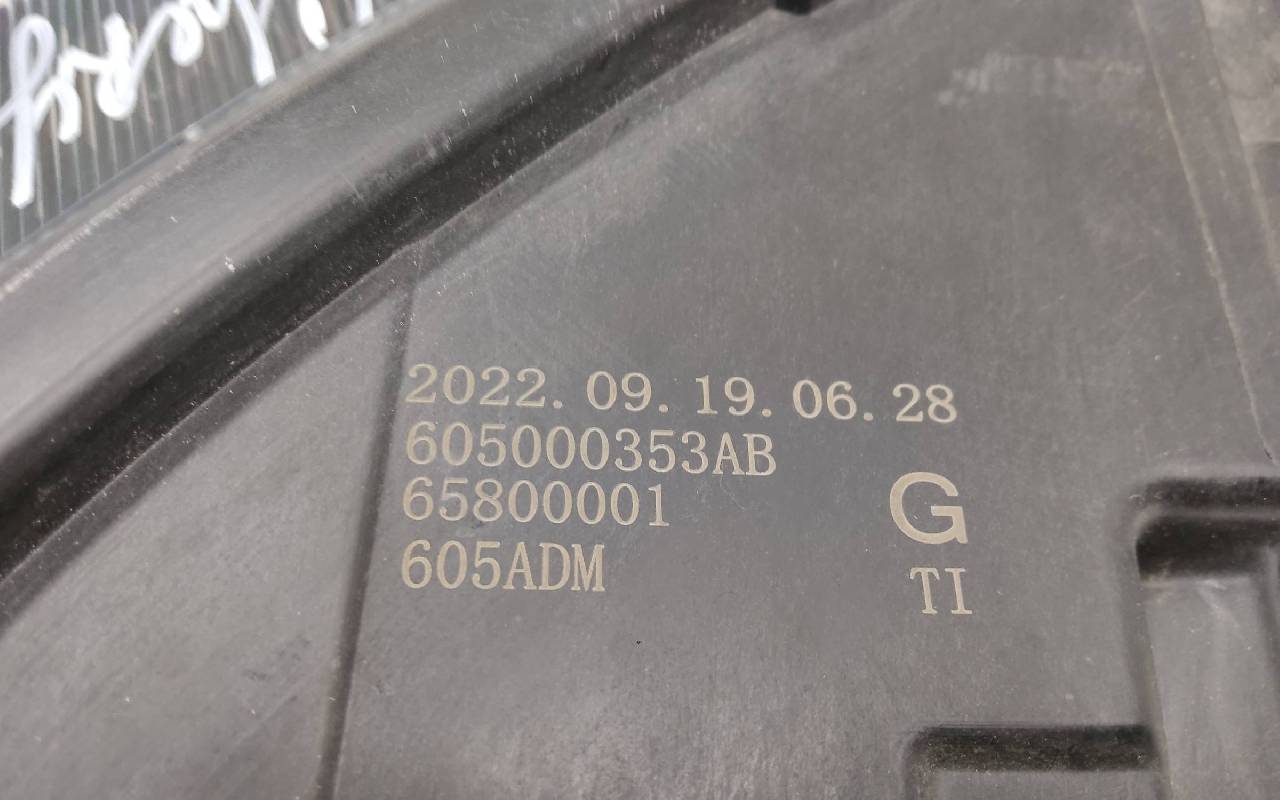 2022. 09. 19. 06. 28
605000353AB
65800001
605ADM
G
TI